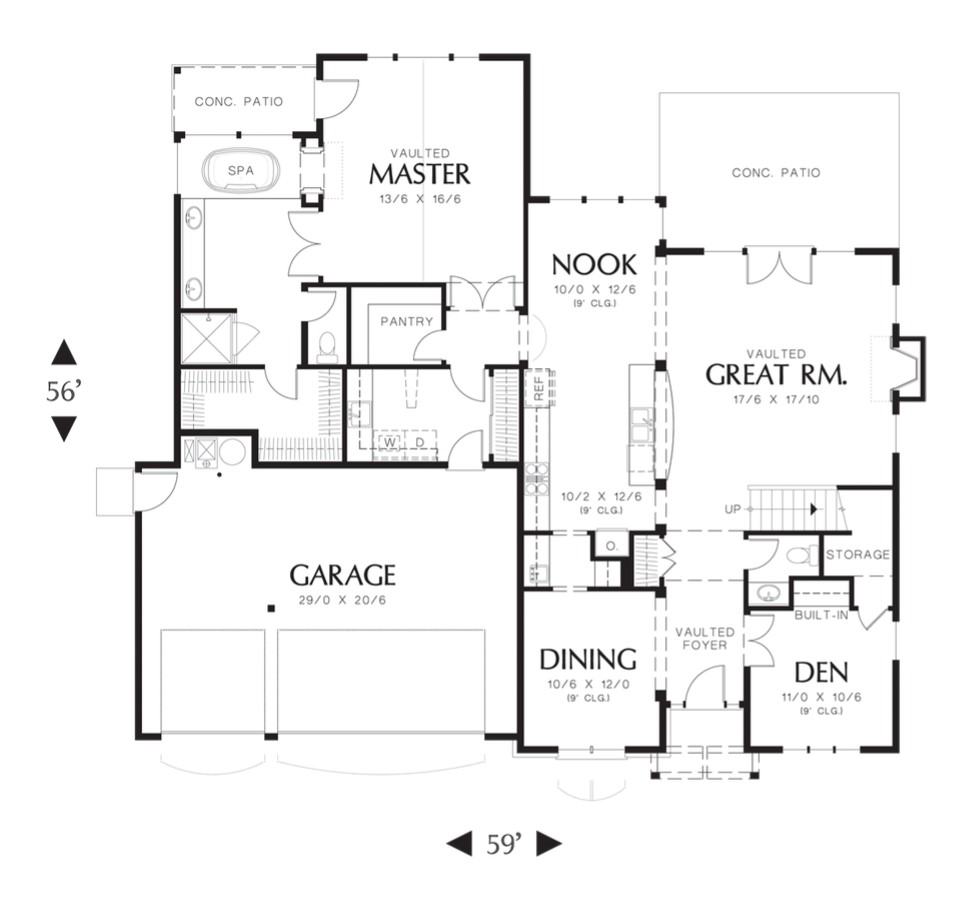 CONC. PATIO
SPA
VAULTED
MASTER
13/6 X 16/6
CONC. PATIO
NOOK
10/0 X 12/6
(9' CLG.)
PANTRY
VAULTED
GREAT RM.
17/6 X 17/10
56'
REF.
W
D
10/2 X 12/6
(9' CLG.)
UP
O.
STORAGE
GARAGE
29/0 X 20/6
BUILT-IN
VAULTED
FOYER
DINING
10/6 X 12/0
(9' CLG.)
DEN
11/0 X 10/6
(9' CLG.)
59'